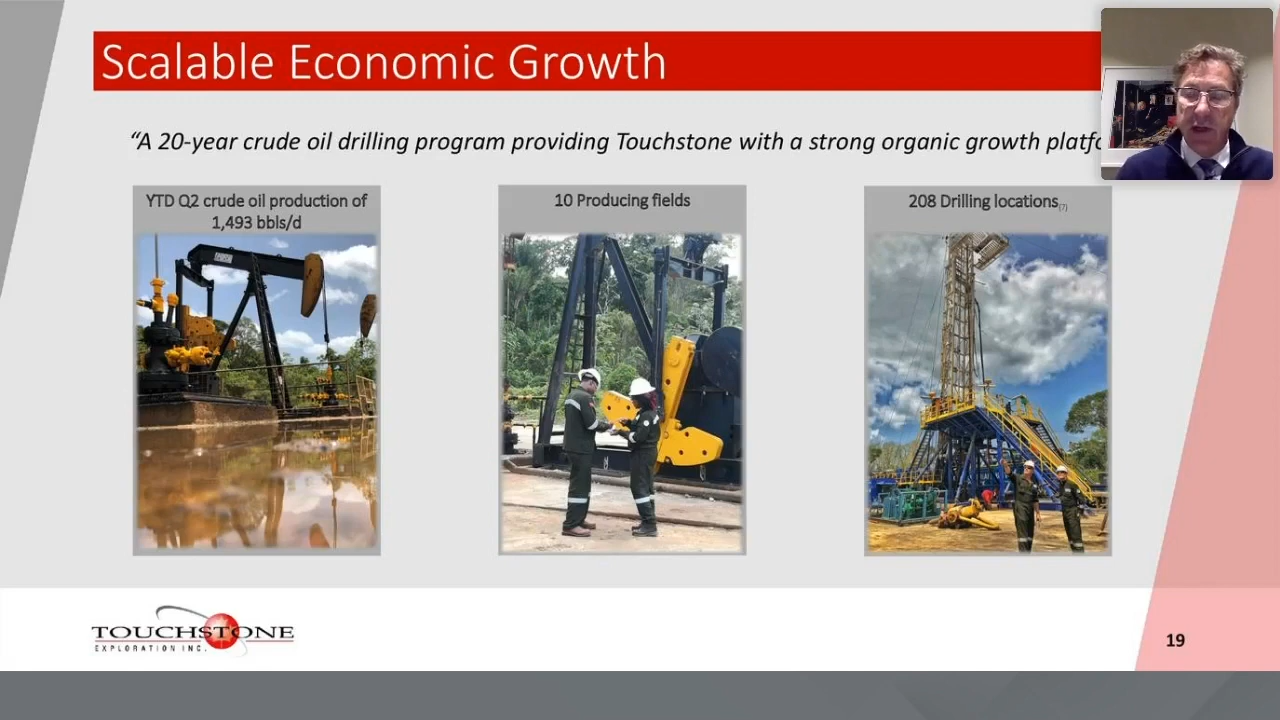 Scalable Economic Growth
“A 20-year crude oil drilling program providing Touchstone with a strong organic growth platfo
YTD Q2 crude oil production of
1,493 bbls/d
10 Producing fields
208 Drilling locations(7)
TOUCHSTONE
EXPLORATION INC.
19